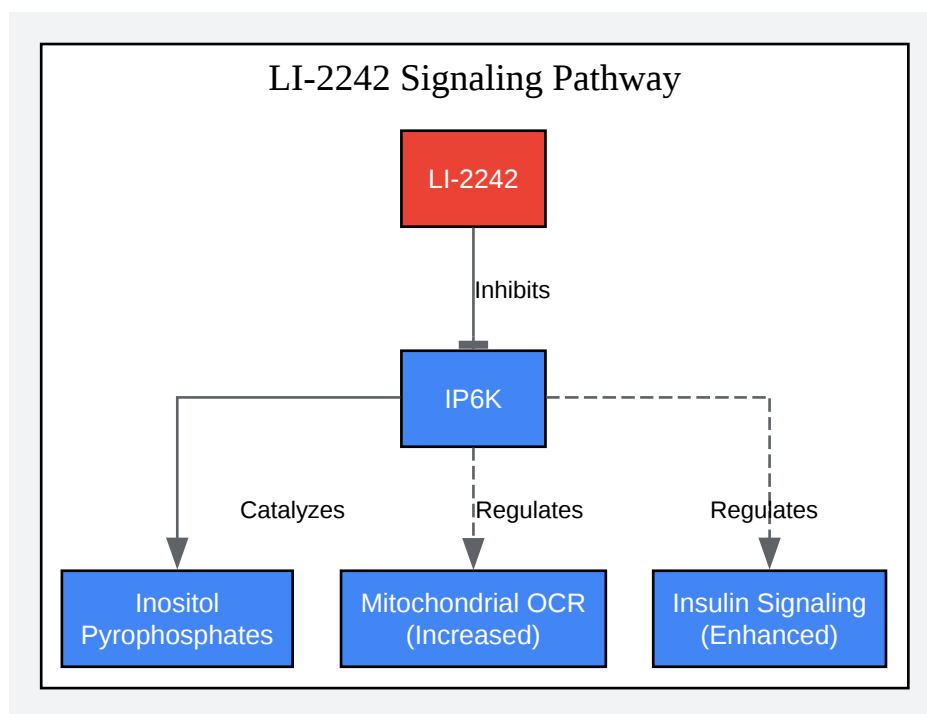 LI-2242 Signaling Pathway
LI-2242
Inhibits
IP6K
Catalyzes
Regulates
Regulates
Inositol
Pyrophosphates
Mitochondrial OCR
(Increased)
Insulin Signaling
(Enhanced)